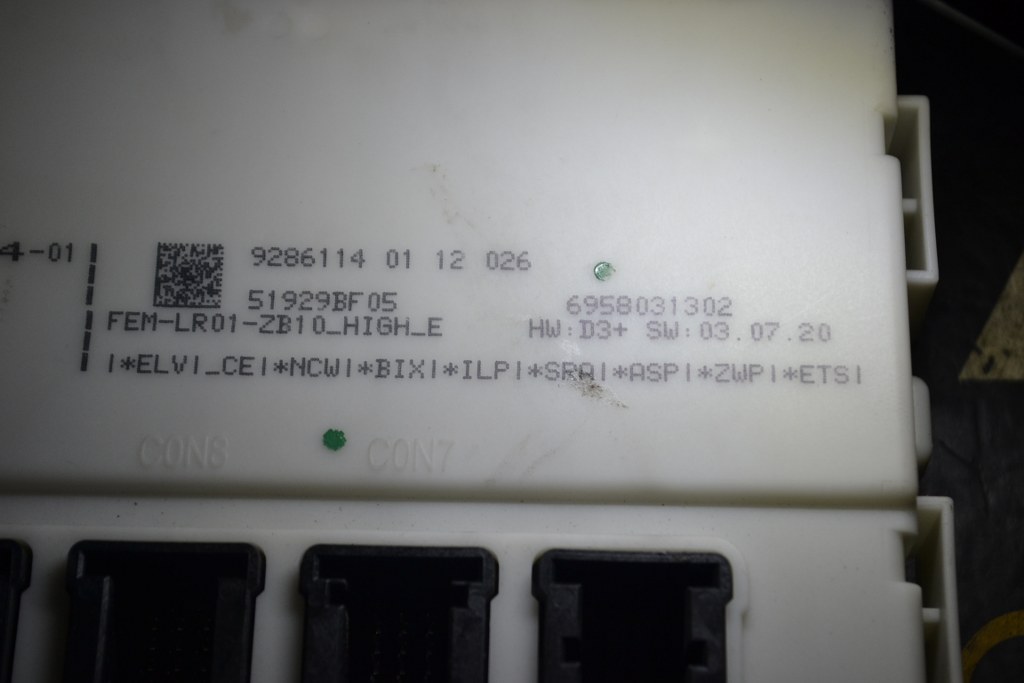 4-01
9286114 01 12 026
51929BF05 6958031302
FEM-LR01-ZB10_HIGH_E HW:D3+ SW:03.07.20
|*ELV|_CE|*NCW|*BIX|*ILP|*SRA|*ASP|*ZWP|*ETS|
CON8 CON7